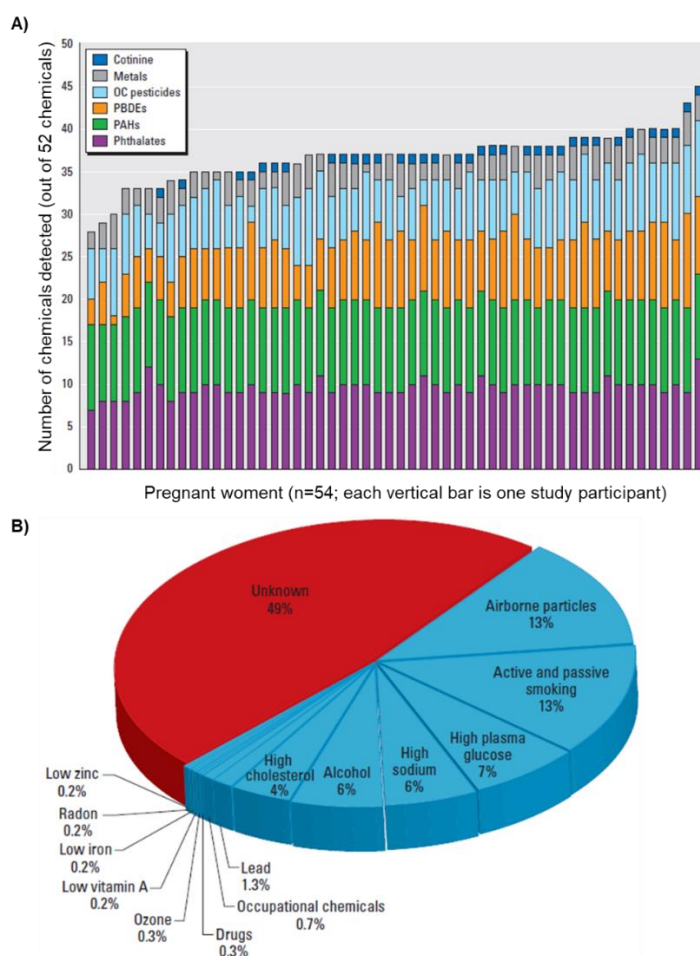 A)
Number of chemicals detected (out of 52 chemicals)
50
45
40
35
30
25
20
15
10
5
0
Cotinine
Metals
OC pesticides
PBDEs
PAHs
Phthalates
Pregnant woment (n=54; each vertical bar is one study participant)
B)
Unknown
49%
Airborne particles
13%
Active and passive
smoking
13%
High plasma
glucose
7%
High
sodium
6%
Alcohol
6%
High
cholesterol
4%
Low zinc
0.2%
Radon
0.2%
Low iron
0.2%
Low vitamin A
0.2%
Ozone
0.3%
Drugs
0.3%
Occupational chemicals
0.7%
Lead
1.3%